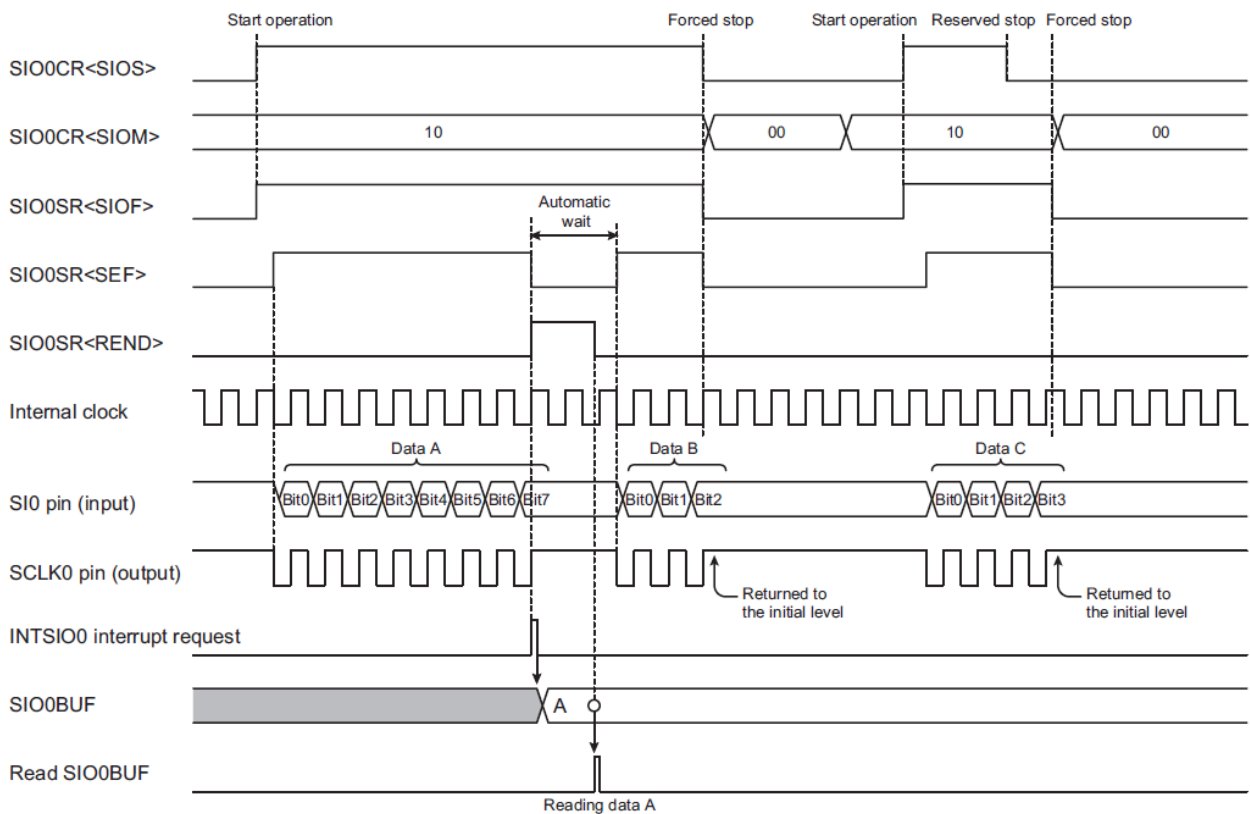 Start operation
Forced stop
Start operation
Reserved stop
Forced stop
SIO0CR<SIOS>
SIO0CR<SIOM>
10
00
10
00
SIO0SR<SIOF>
Automatic
wait
SIO0SR<SEF>
SIO0SR<REND>
Internal clock
Data A
Data B
Data C
SI0 pin (input)
Bit0 Bit1 Bit2 Bit3 Bit4 Bit5 Bit6 Bit7
Bit0 Bit1 Bit2
Bit0 Bit1 Bit2 Bit3
SCLK0 pin (output)
Returned to
the initial level
Returned to
the initial level
INTSIO0 interrupt request
SIO0BUF
A
Read SIO0BUF
Reading data A